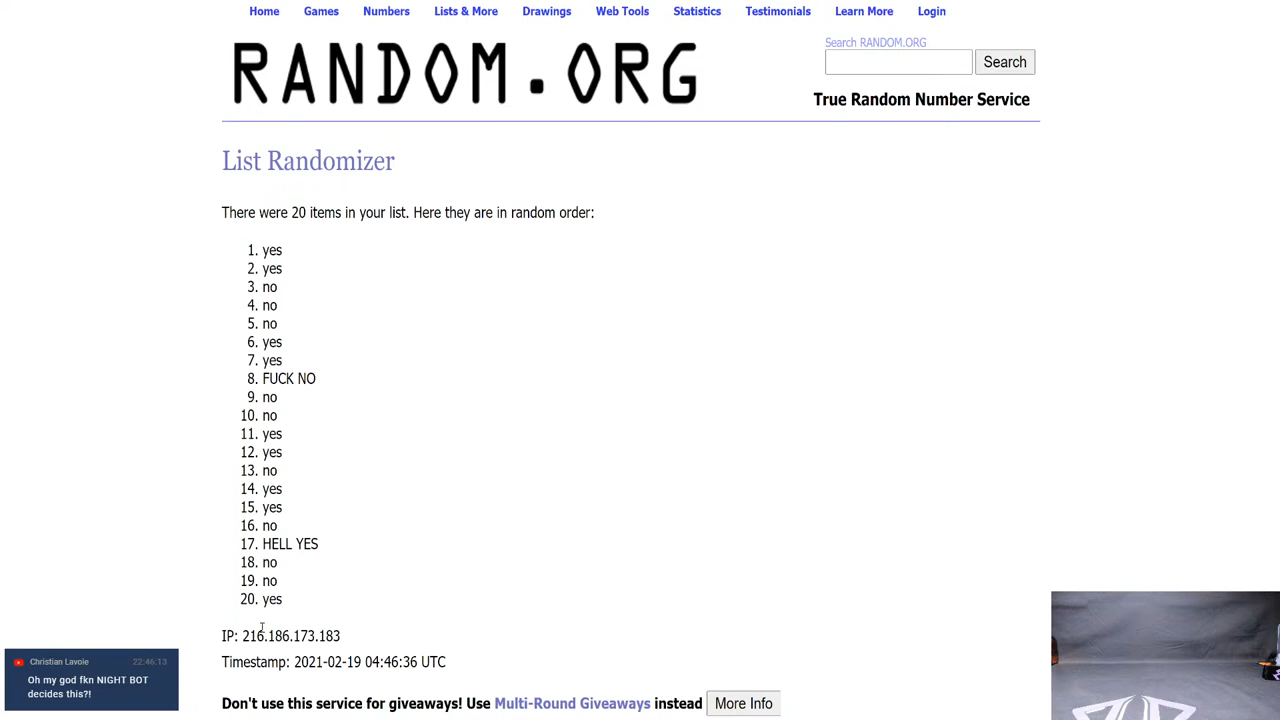 Home Games Numbers Lists & More Drawings Web Tools Statistics Testimonials Learn More Login
RANDOM.ORG
Search RANDOM.ORG
Search
True Random Number Service
List Randomizer
There were 20 items in your list. Here they are in random order:
1. yes
2. yes
3. no
4. no
5. no
6. yes
7. yes
8. FUCK NO
9. no
10. no
11. yes
12. yes
13. no
14. yes
15. yes
16. no
17. HELL YES
18. no
19. no
20. yes
IP: 216.186.173.183
Timestamp: 2021-02-19 04:46:36 UTC
Don't use this service for giveaways! Use Multi-Round Giveaways instead More Info
Christian Lavoie 22:46:13
Oh my god fkn NIGHT BOT
decides this?!